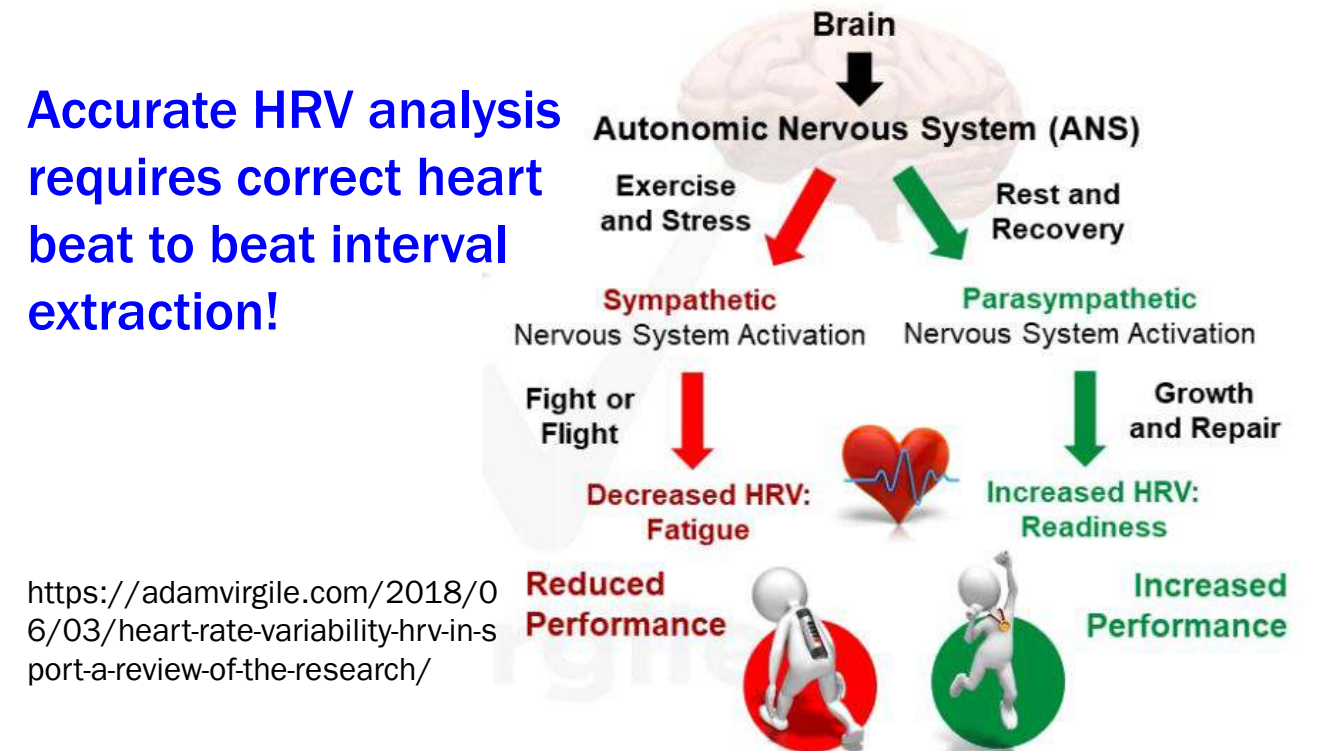 Accurate HRV analysis
requires correct heart
beat to beat interval
extraction!
https://adamvirgile.com/2018/0
6/03/heart-rate-variability-hrv-in-s
port-a-review-of-the-research/
Brain
Autonomic Nervous System (ANS)
Exercise
and Stress
Rest and
Recovery
Sympathetic
Nervous System Activation
Parasympathetic
Nervous System Activation
Fight or
Flight
Growth
and Repair
Decreased HRV:
Fatigue
Increased HRV:
Readiness
Reduced
Performance
Increased
Performance